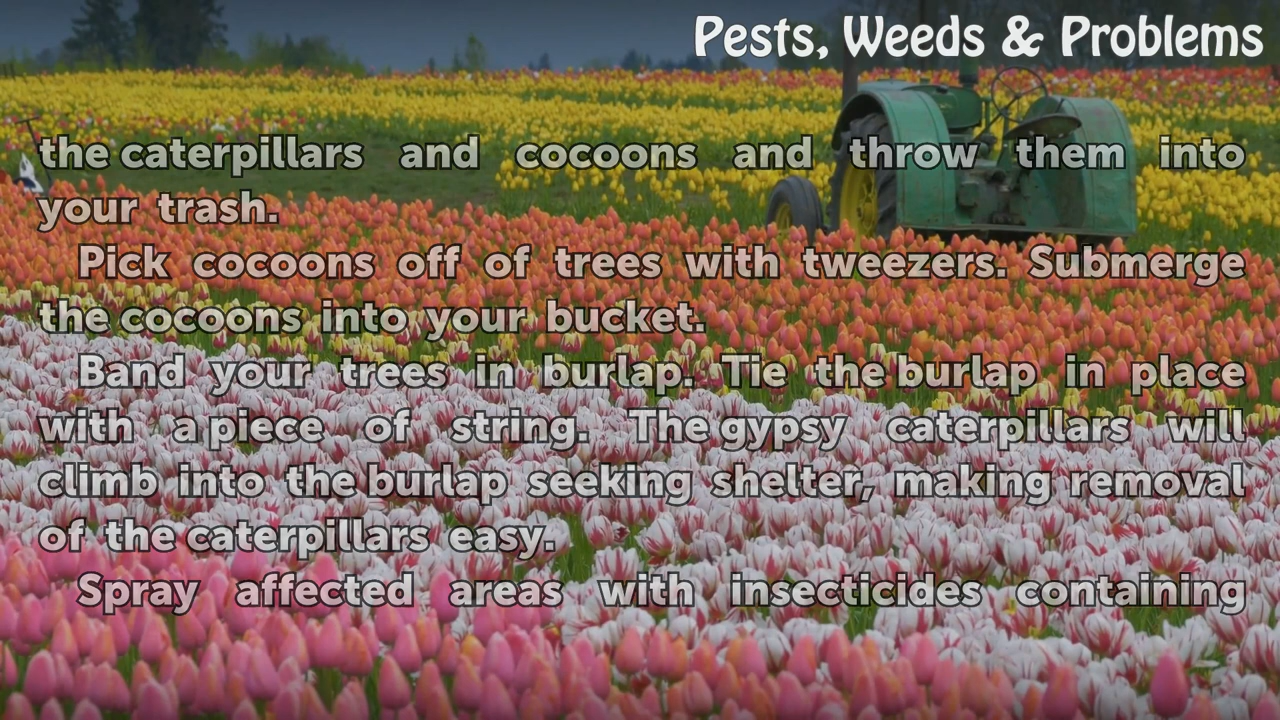 Pests, Weeds & Problems
the caterpillars and cocoons and throw them into
your trash.
Pick cocoons off of trees with tweezers. Submerge
the cocoons into your bucket.
Band your trees in burlap. Tie the burlap in place
with a piece of string. The gypsy caterpillars will
climb into the burlap seeking shelter, making removal
of the caterpillars easy.
Spray affected areas with insecticides containing